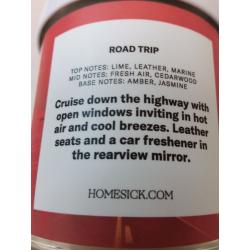 ROAD TRIP
TOP NOTES: LIME, LEATHER, MARINE
MID NOTES: FRESH AIR, CEDARWOOD
BASE NOTES: AMBER, JASMINE
Cruise down the highway with
open windows inviting in hot
air and cool breezes. Leather
seats and a car freshener in
the rearview mirror.
HOMESICK.COM